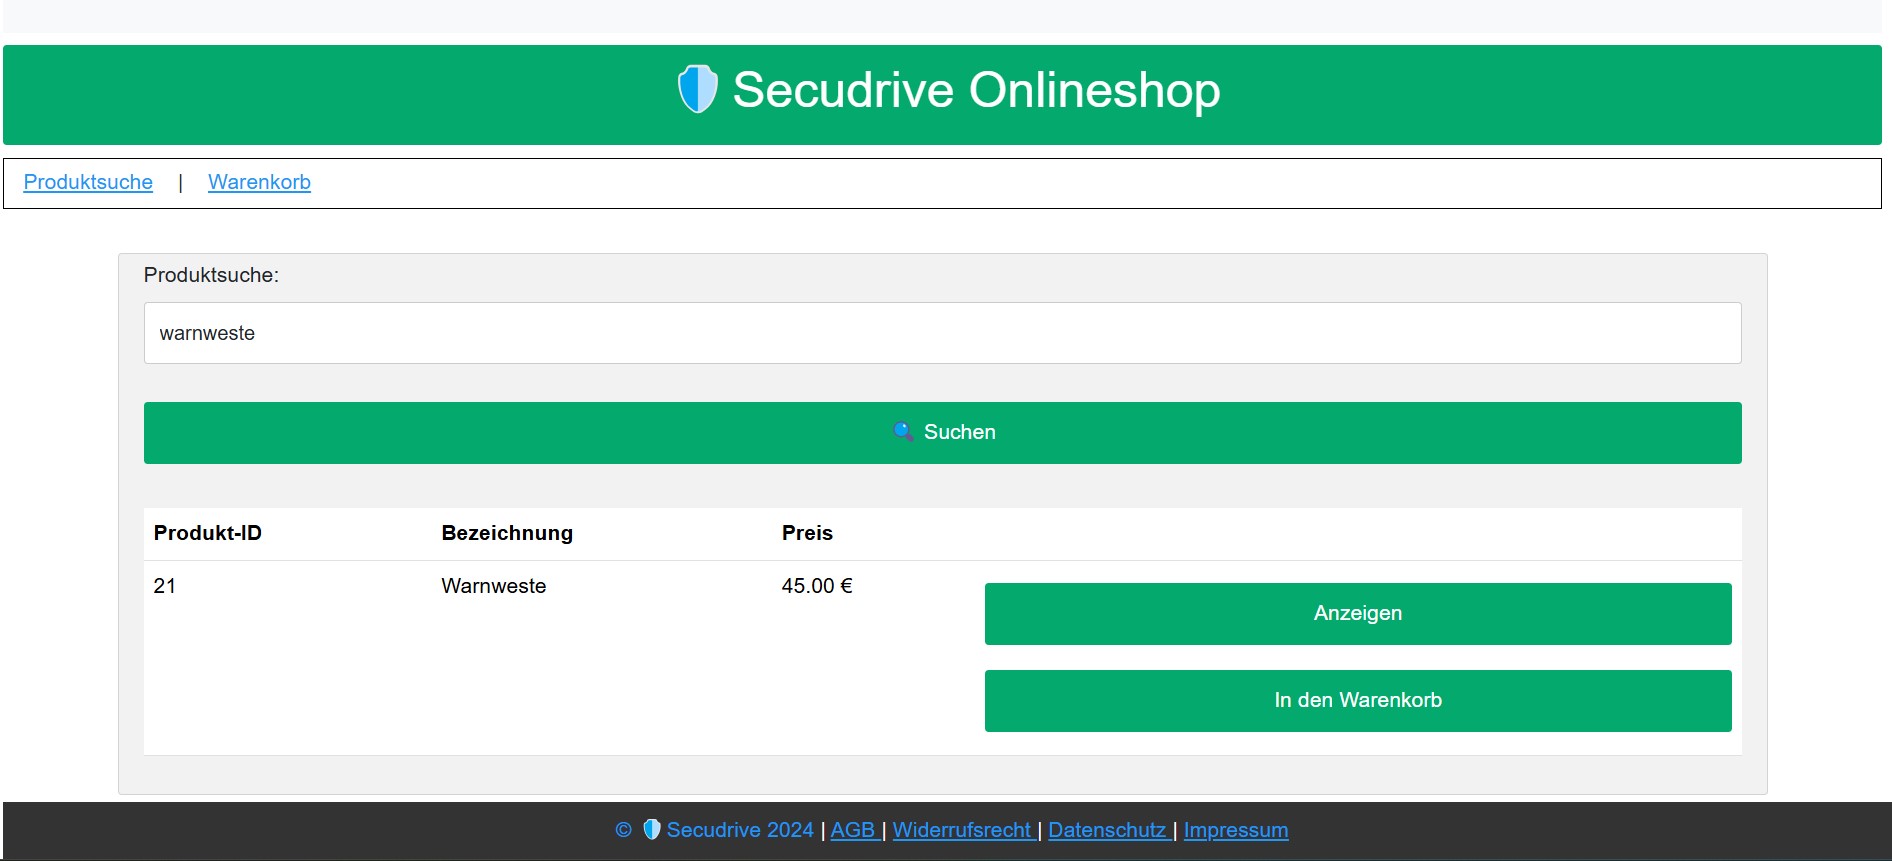 Secudrive Onlineshop
Produktsuche | Warenkorb
Produktsuche:
warnweste
Suchen
Produkt-ID Bezeichnung Preis
21 Warnweste 45.00 €
Anzeigen
In den Warenkorb
© Secudrive 2024 | AGB | Widerrufsrecht | Datenschutz | Impressum